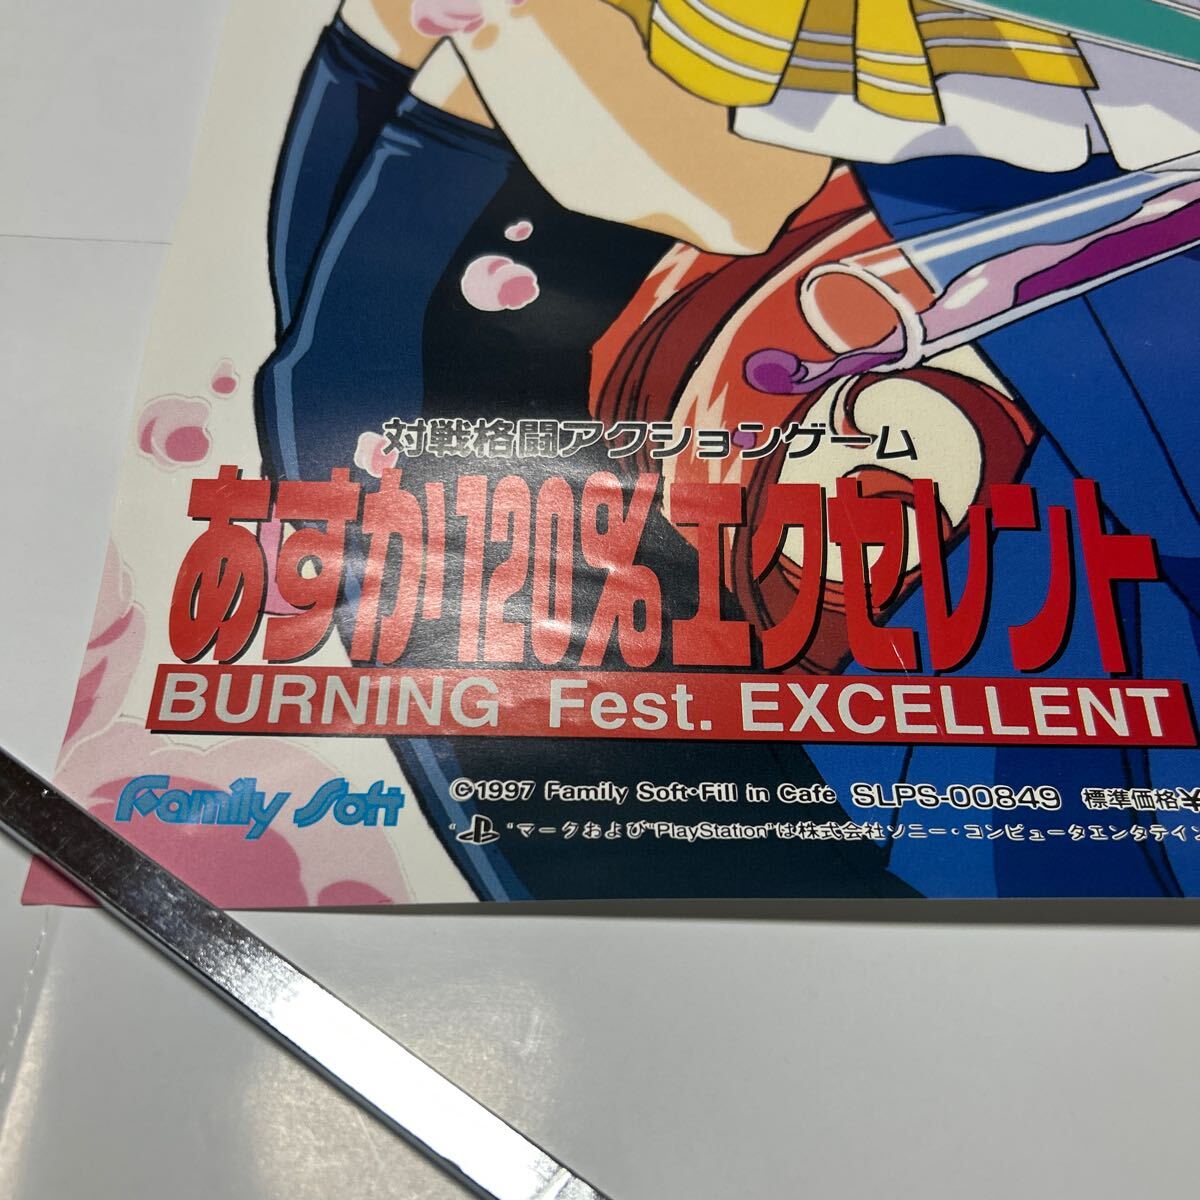 対戦格闘アクションゲーム
あすか120%エクセレント
BURNING Fest. EXCELLENT
Family Soft
©1997 Family Soft・Fill in Cafe SLPS-00849 標準価格¥
"マークおよび"PlayStation"は株式会社ソニー・コンピュータエンタテイン